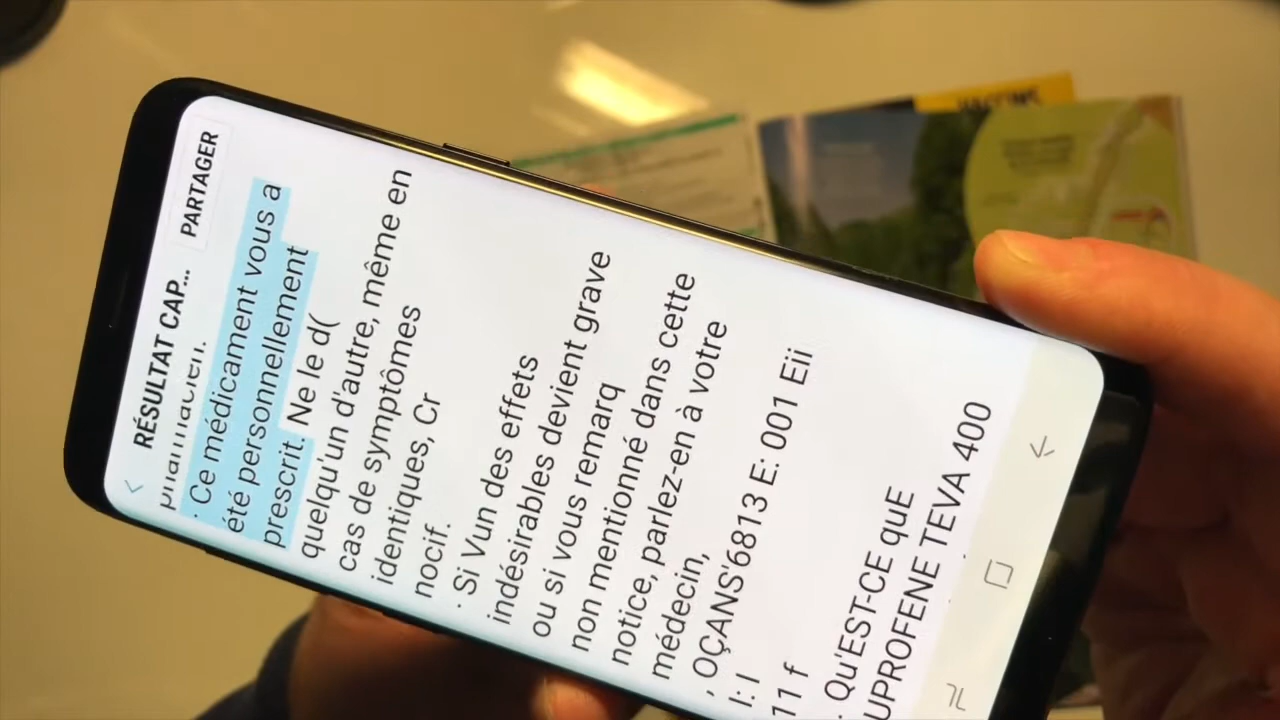 RÉSULTAT CAP... PARTAGER
pharmacien.
· Ce médicament vous a
été personnellement
prescrit. Ne le d(
quelqu'un d'autre, même en
cas de symptômes
identiques, Cr
nocif.
· Si Vun des effets
indésirables devient grave
ou si vous remarq
non mentionné dans cette
notice, parlez-en à votre
médecin,
, OÇANS'6813 E: 001 Eii
I: I
11 f
· Qu'EST-CE quE
UPROFENE TEVA 400
VACCINS